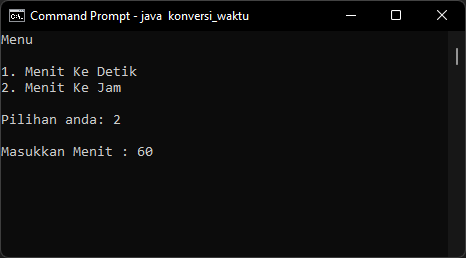 Command Prompt - java  konversi_waktu
Menu
1. Menit Ke Detik
2. Menit Ke Jam
Pilihan anda: 2
Masukkan Menit : 60